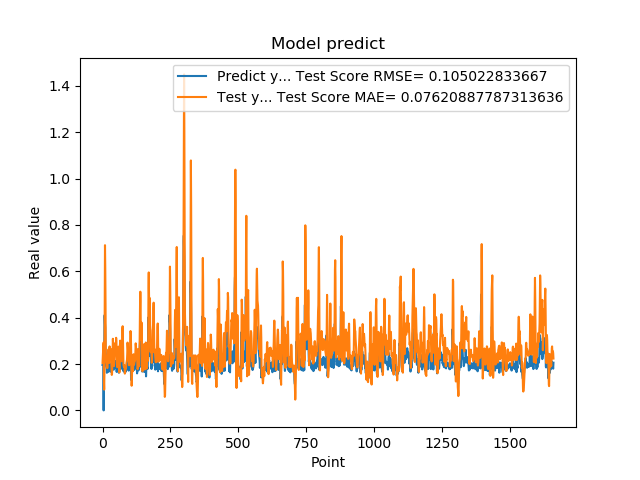 Model predict
Predict y... Test Score RMSE= 0.105022833667
Test y... Test Score MAE= 0.07620887787313636
1.4
1.2
1.0
0.8
0.6
0.4
0.2
0.0
Real value
0 250 500 750 1000 1250 1500
Point